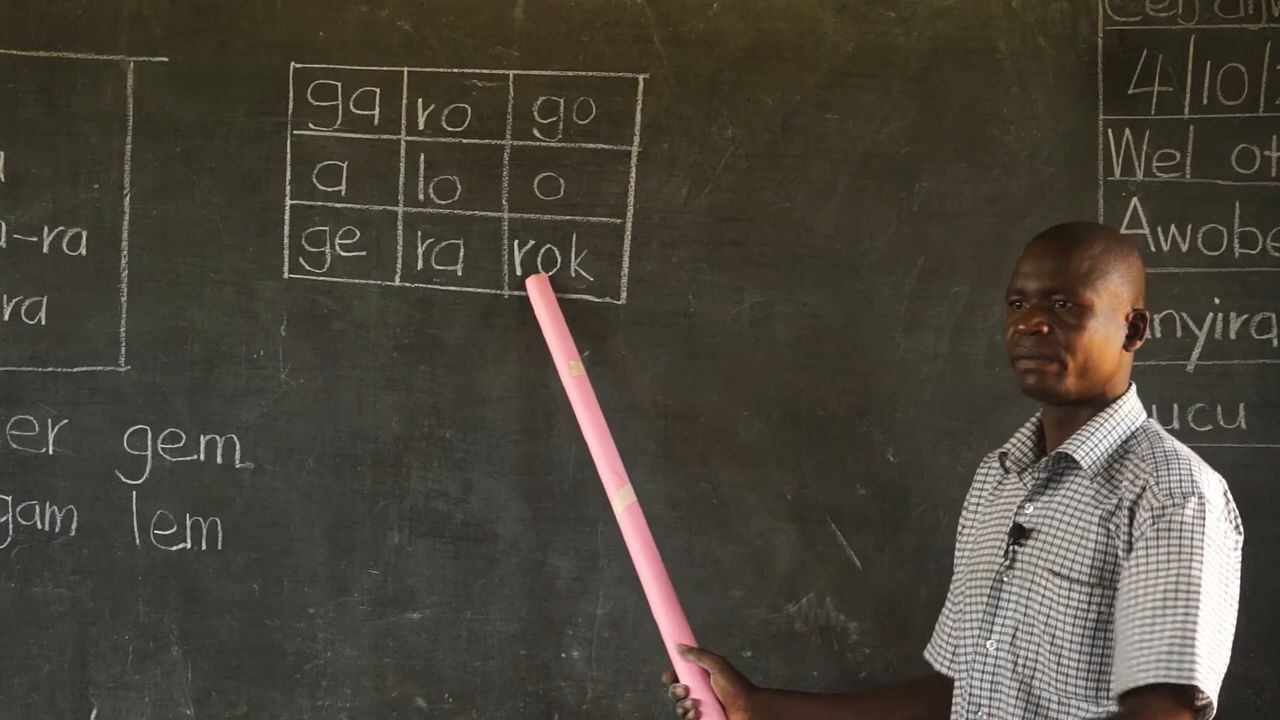 ga ro go
a lo o
ge ra rok
-ra
ra
er gem
gam lem
4 10
Wel
Awobe
nyira
ucu